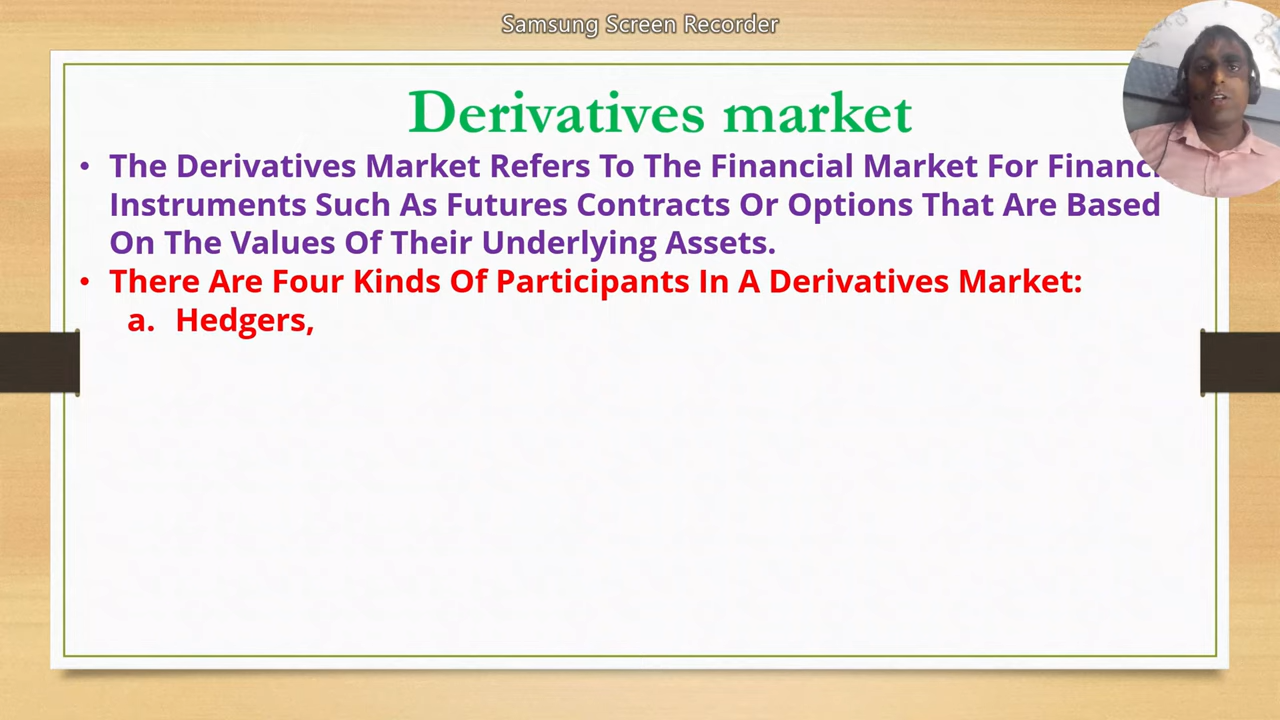 Samsung Screen Recorder
Derivatives market
• The Derivatives Market Refers To The Financial Market For
Instruments Such As Futures Contracts Or Options That Are Based
On The Values Of Their Underlying Assets.
• There Are Four Kinds Of Participants In A Derivatives Market:
a. Hedgers,